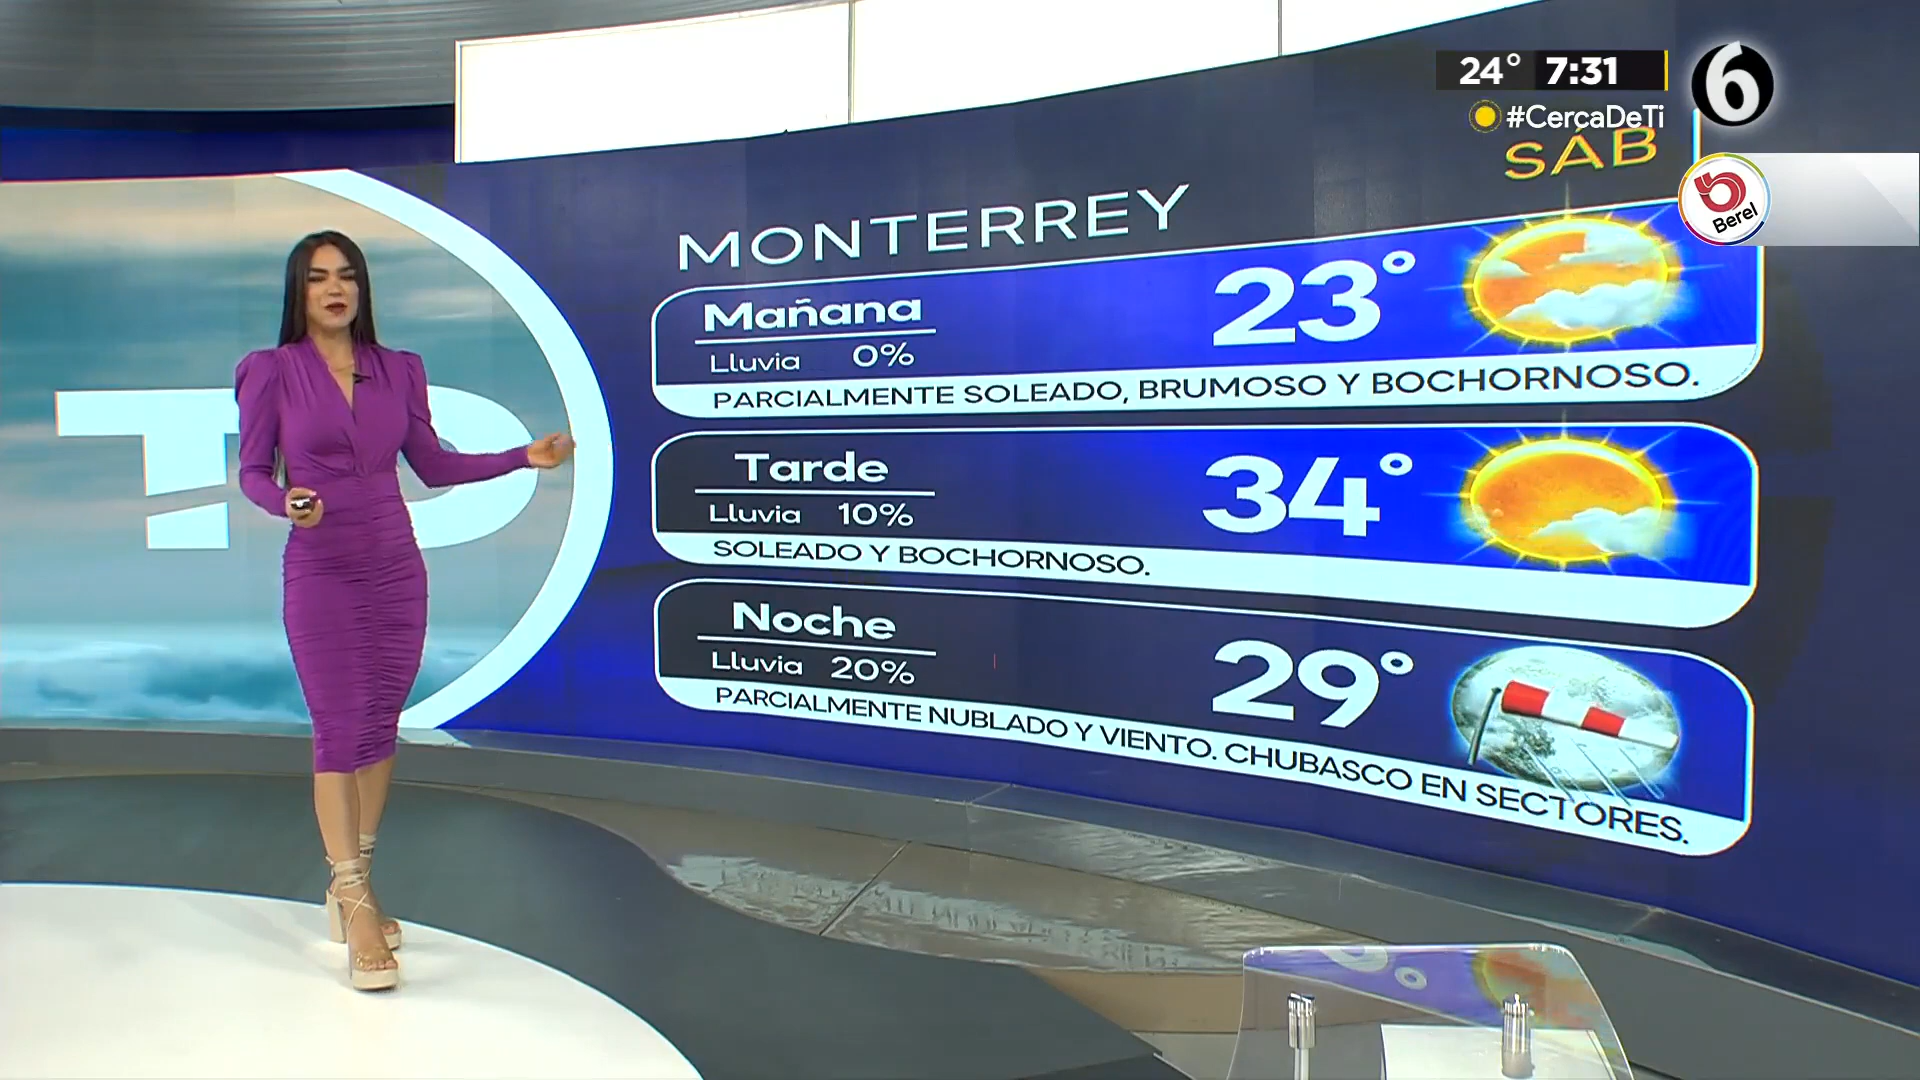 24° 7:31
6
#CercaDeTi
SÁB
Berel
MONTERREY
Mañana
23°
Lluvia 0%
PARCIALMENTE SOLEADO, BRUMOSO Y BOCHORNOSO.
Tarde
34°
Lluvia 10%
SOLEADO Y BOCHORNOSO.
Noche
29°
Lluvia 20%
PARCIALMENTE NUBLADO Y VIENTO. CHUBASCO EN SECTORES.